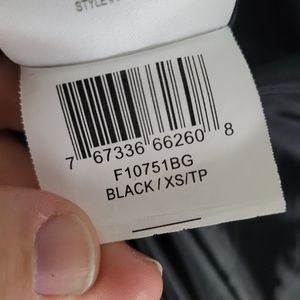 STYLE
7 67336 66260 8
F10751BG
BLACK / XS/TP